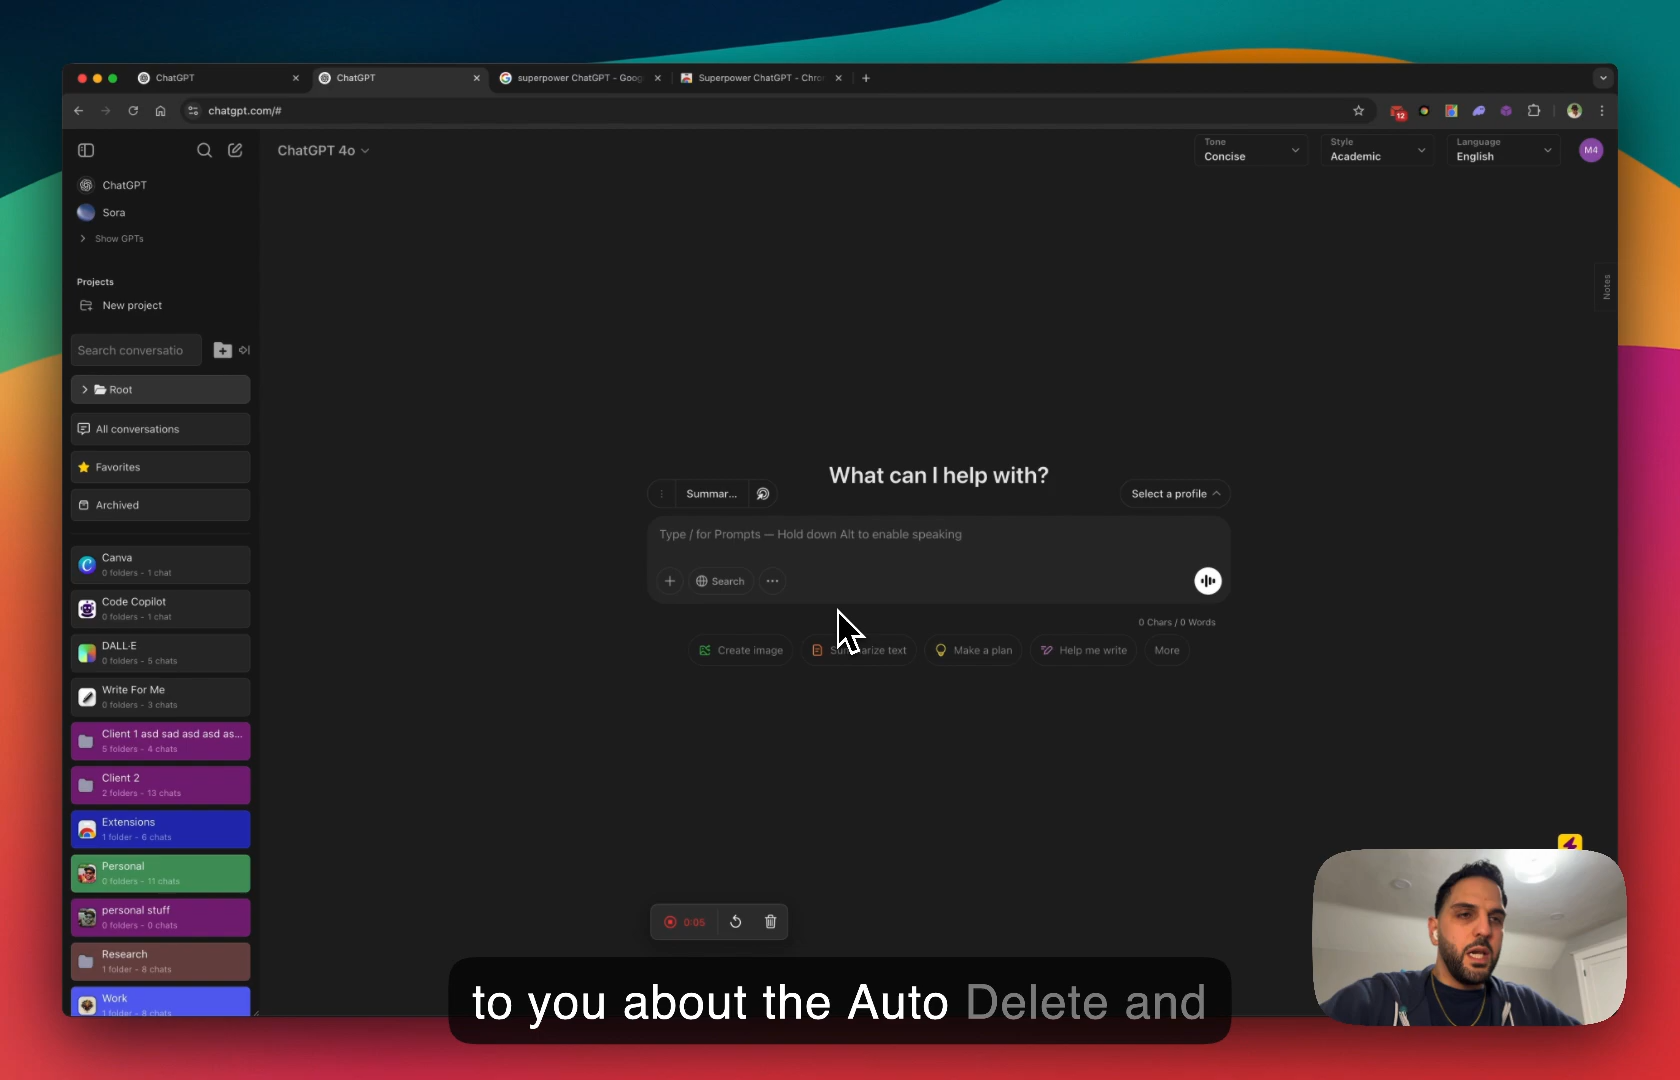 ChatGPT
ChatGPT
superpower ChatGPT - Goog
Superpower ChatGPT - Chro
chatgpt.com/#
12
ChatGPT 4o
Tone
Concise
Style
Academic
Language
English
M4
ChatGPT
Sora
Show GPTs
Notes
Projects
New project
Search conversatio
Root
All conversations
Favorites
Archived
What can I help with?
Summar...
Select a profile
Type / for Prompts — Hold down Alt to enable speaking
Search
0 Chars / 0 Words
Create image
Summarize text
Make a plan
Help me write
More
Canva
0 folders - 1 chat
Code Copilot
0 folders - 1 chat
DALL·E
0 folders - 5 chats
Write For Me
0 folders - 3 chats
Client 1 asd sad asd asd as...
5 folders - 4 chats
Client 2
2 folders - 13 chats
Extensions
1 folder - 6 chats
Personal
0 folders - 11 chats
personal stuff
0 folders - 0 chats
Research
1 folder - 8 chats
Work
1 folder - 8 chats
0:05
to you about the Auto Delete and